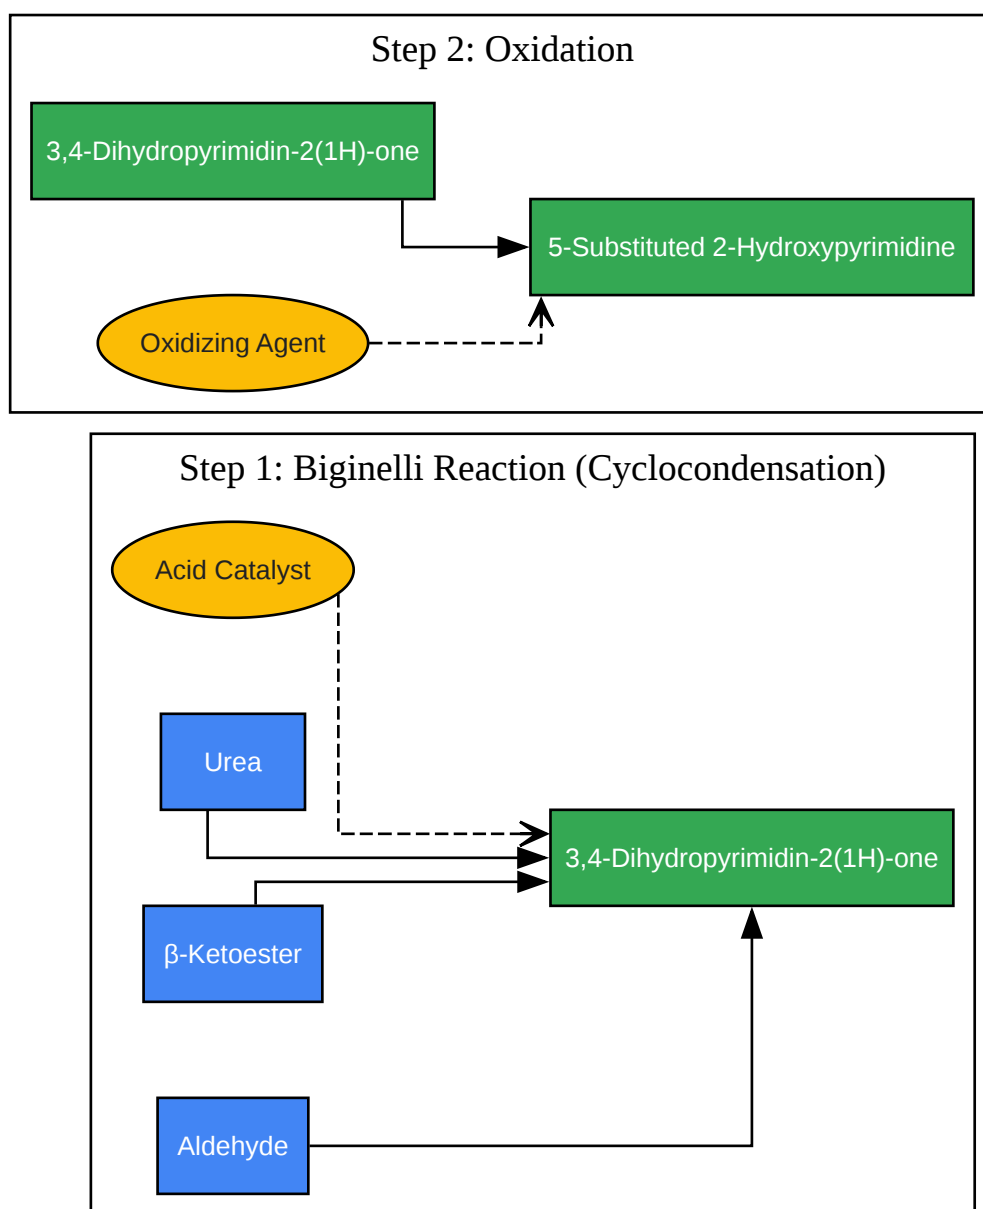 Step 2: Oxidation
3,4-Dihydropyrimidin-2(1H)-one
5-Substituted 2-Hydroxypyrimidine
Oxidizing Agent
Step 1: Biginelli Reaction (Cyclocondensation)
Acid Catalyst
Urea
3,4-Dihydropyrimidin-2(1H)-one
β-Ketoester
Aldehyde